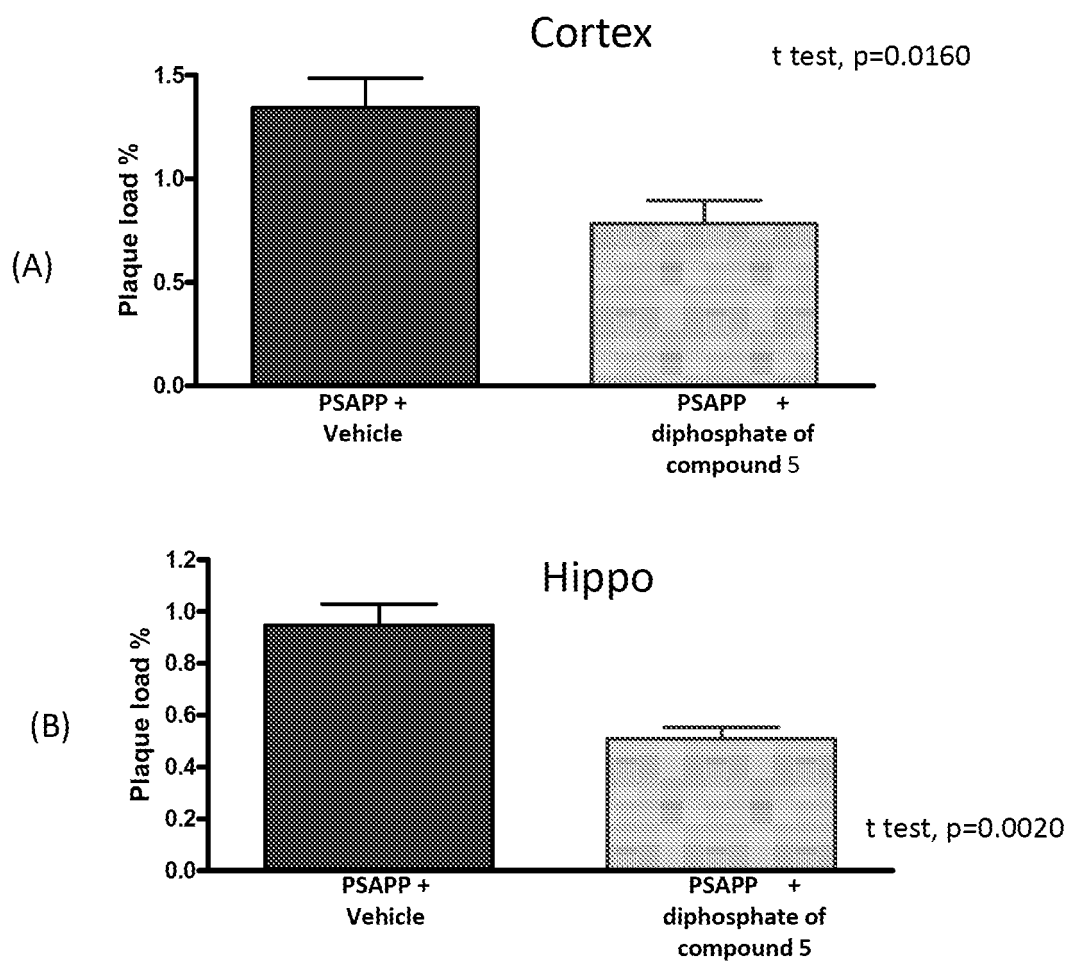 Cortex
t test, p=0.0160
1.5
1.0
0.5
0.0
Plaque load %
(A)
PSAPP +
Vehicle
PSAPP +
diphosphate of
compound 5
Hippo
1.2
1.0
0.8
0.6
0.4
0.2
0.0
Plaque load %
(B)
t test, p=0.0020
PSAPP +
Vehicle
PSAPP +
diphosphate of
compound 5